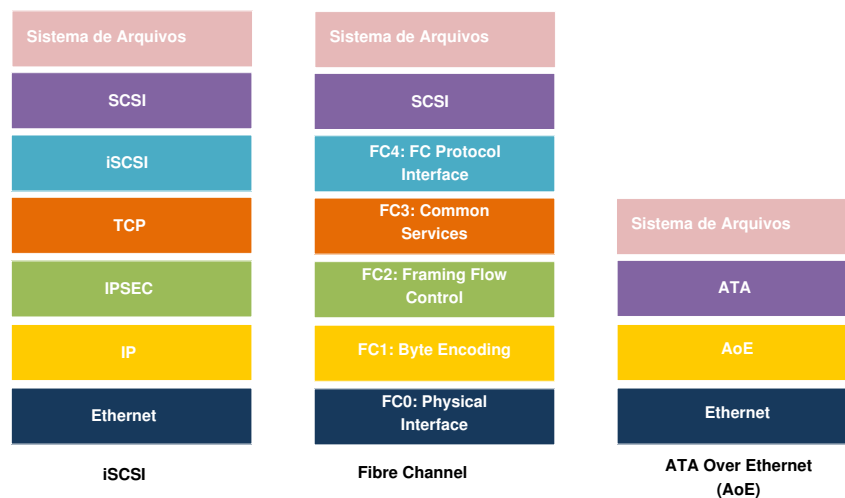 Sistema de Arquivos
SCSI
iSCSI
TCP
IPSEC
IP
Ethernet
iSCSI
Sistema de Arquivos
SCSI
FC4: FC Protocol
Interface
FC3: Common
Services
FC2: Framing Flow
Control
FC1: Byte Encoding
FC0: Physical
Interface
Fibre Channel
Sistema de Arquivos
ATA
AoE
Ethernet
ATA Over Ethernet
(AoE)